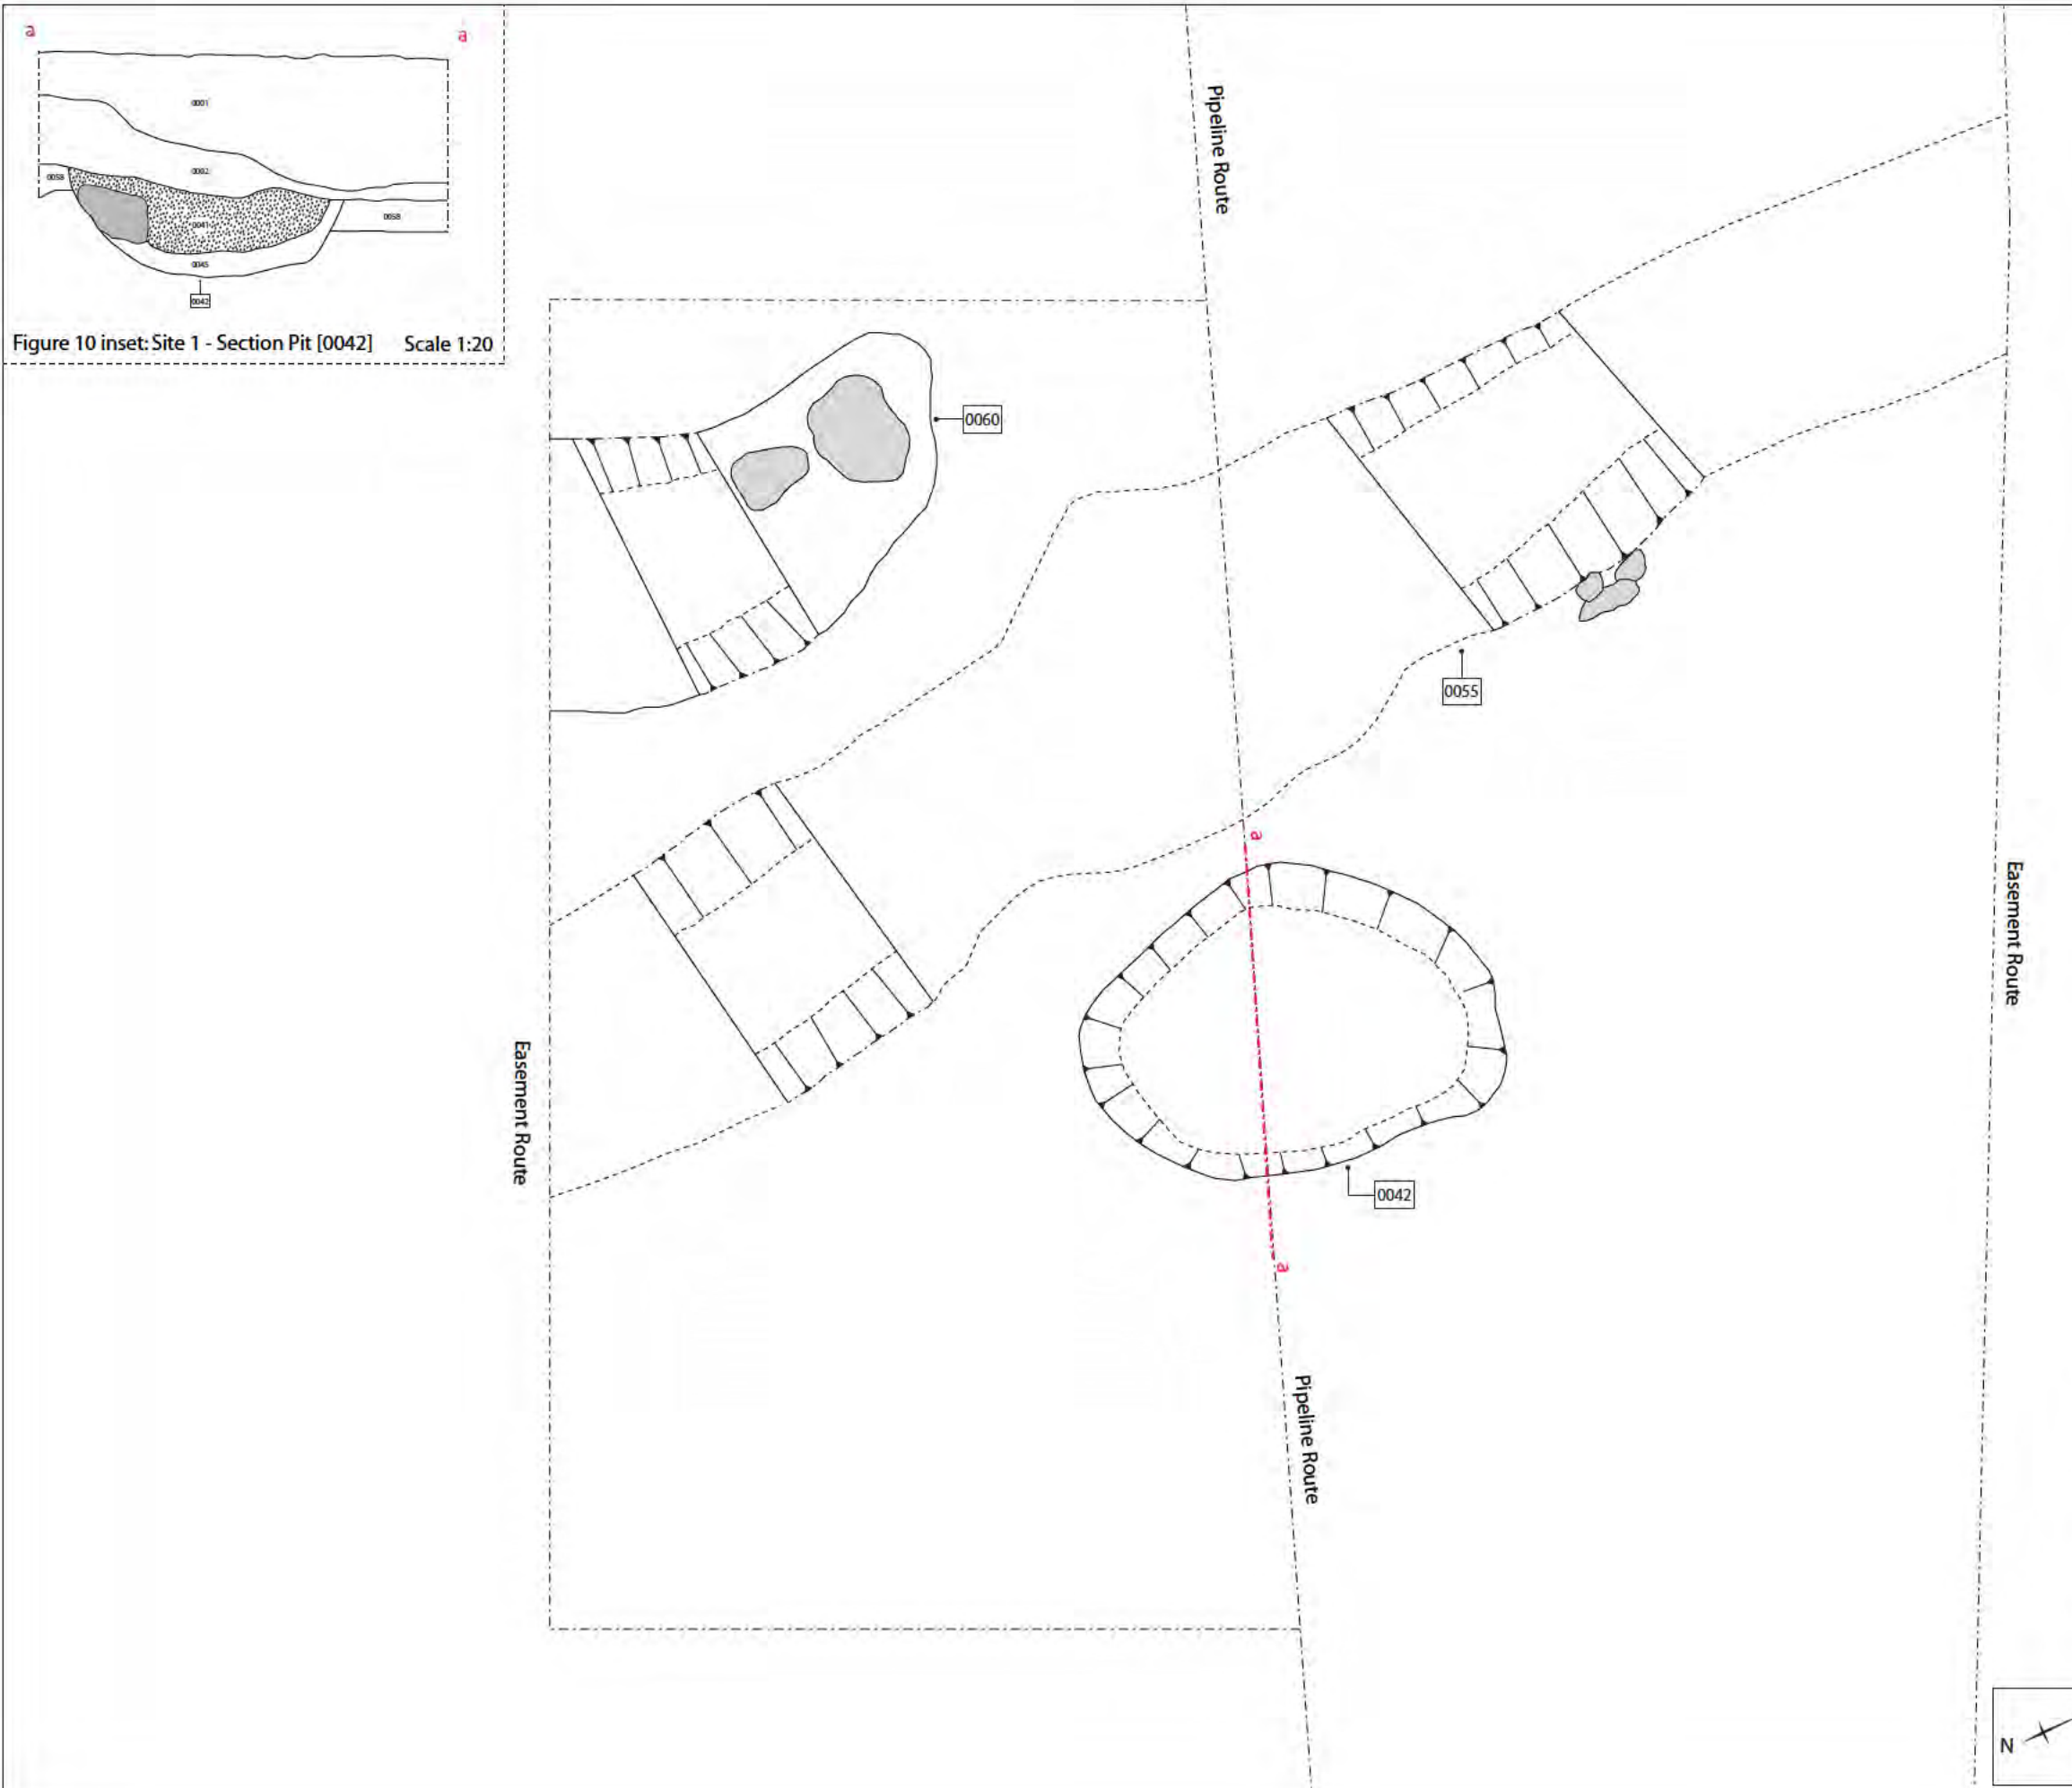 a
a
0001
0002
0058
0041
0058
0045
0042
Figure 10 inset: Site 1 - Section Pit [0042] Scale 1:20
Pipeline Route
0060
0055
a
Easement Route
Easement Route
0042
a
Pipeline Route
N